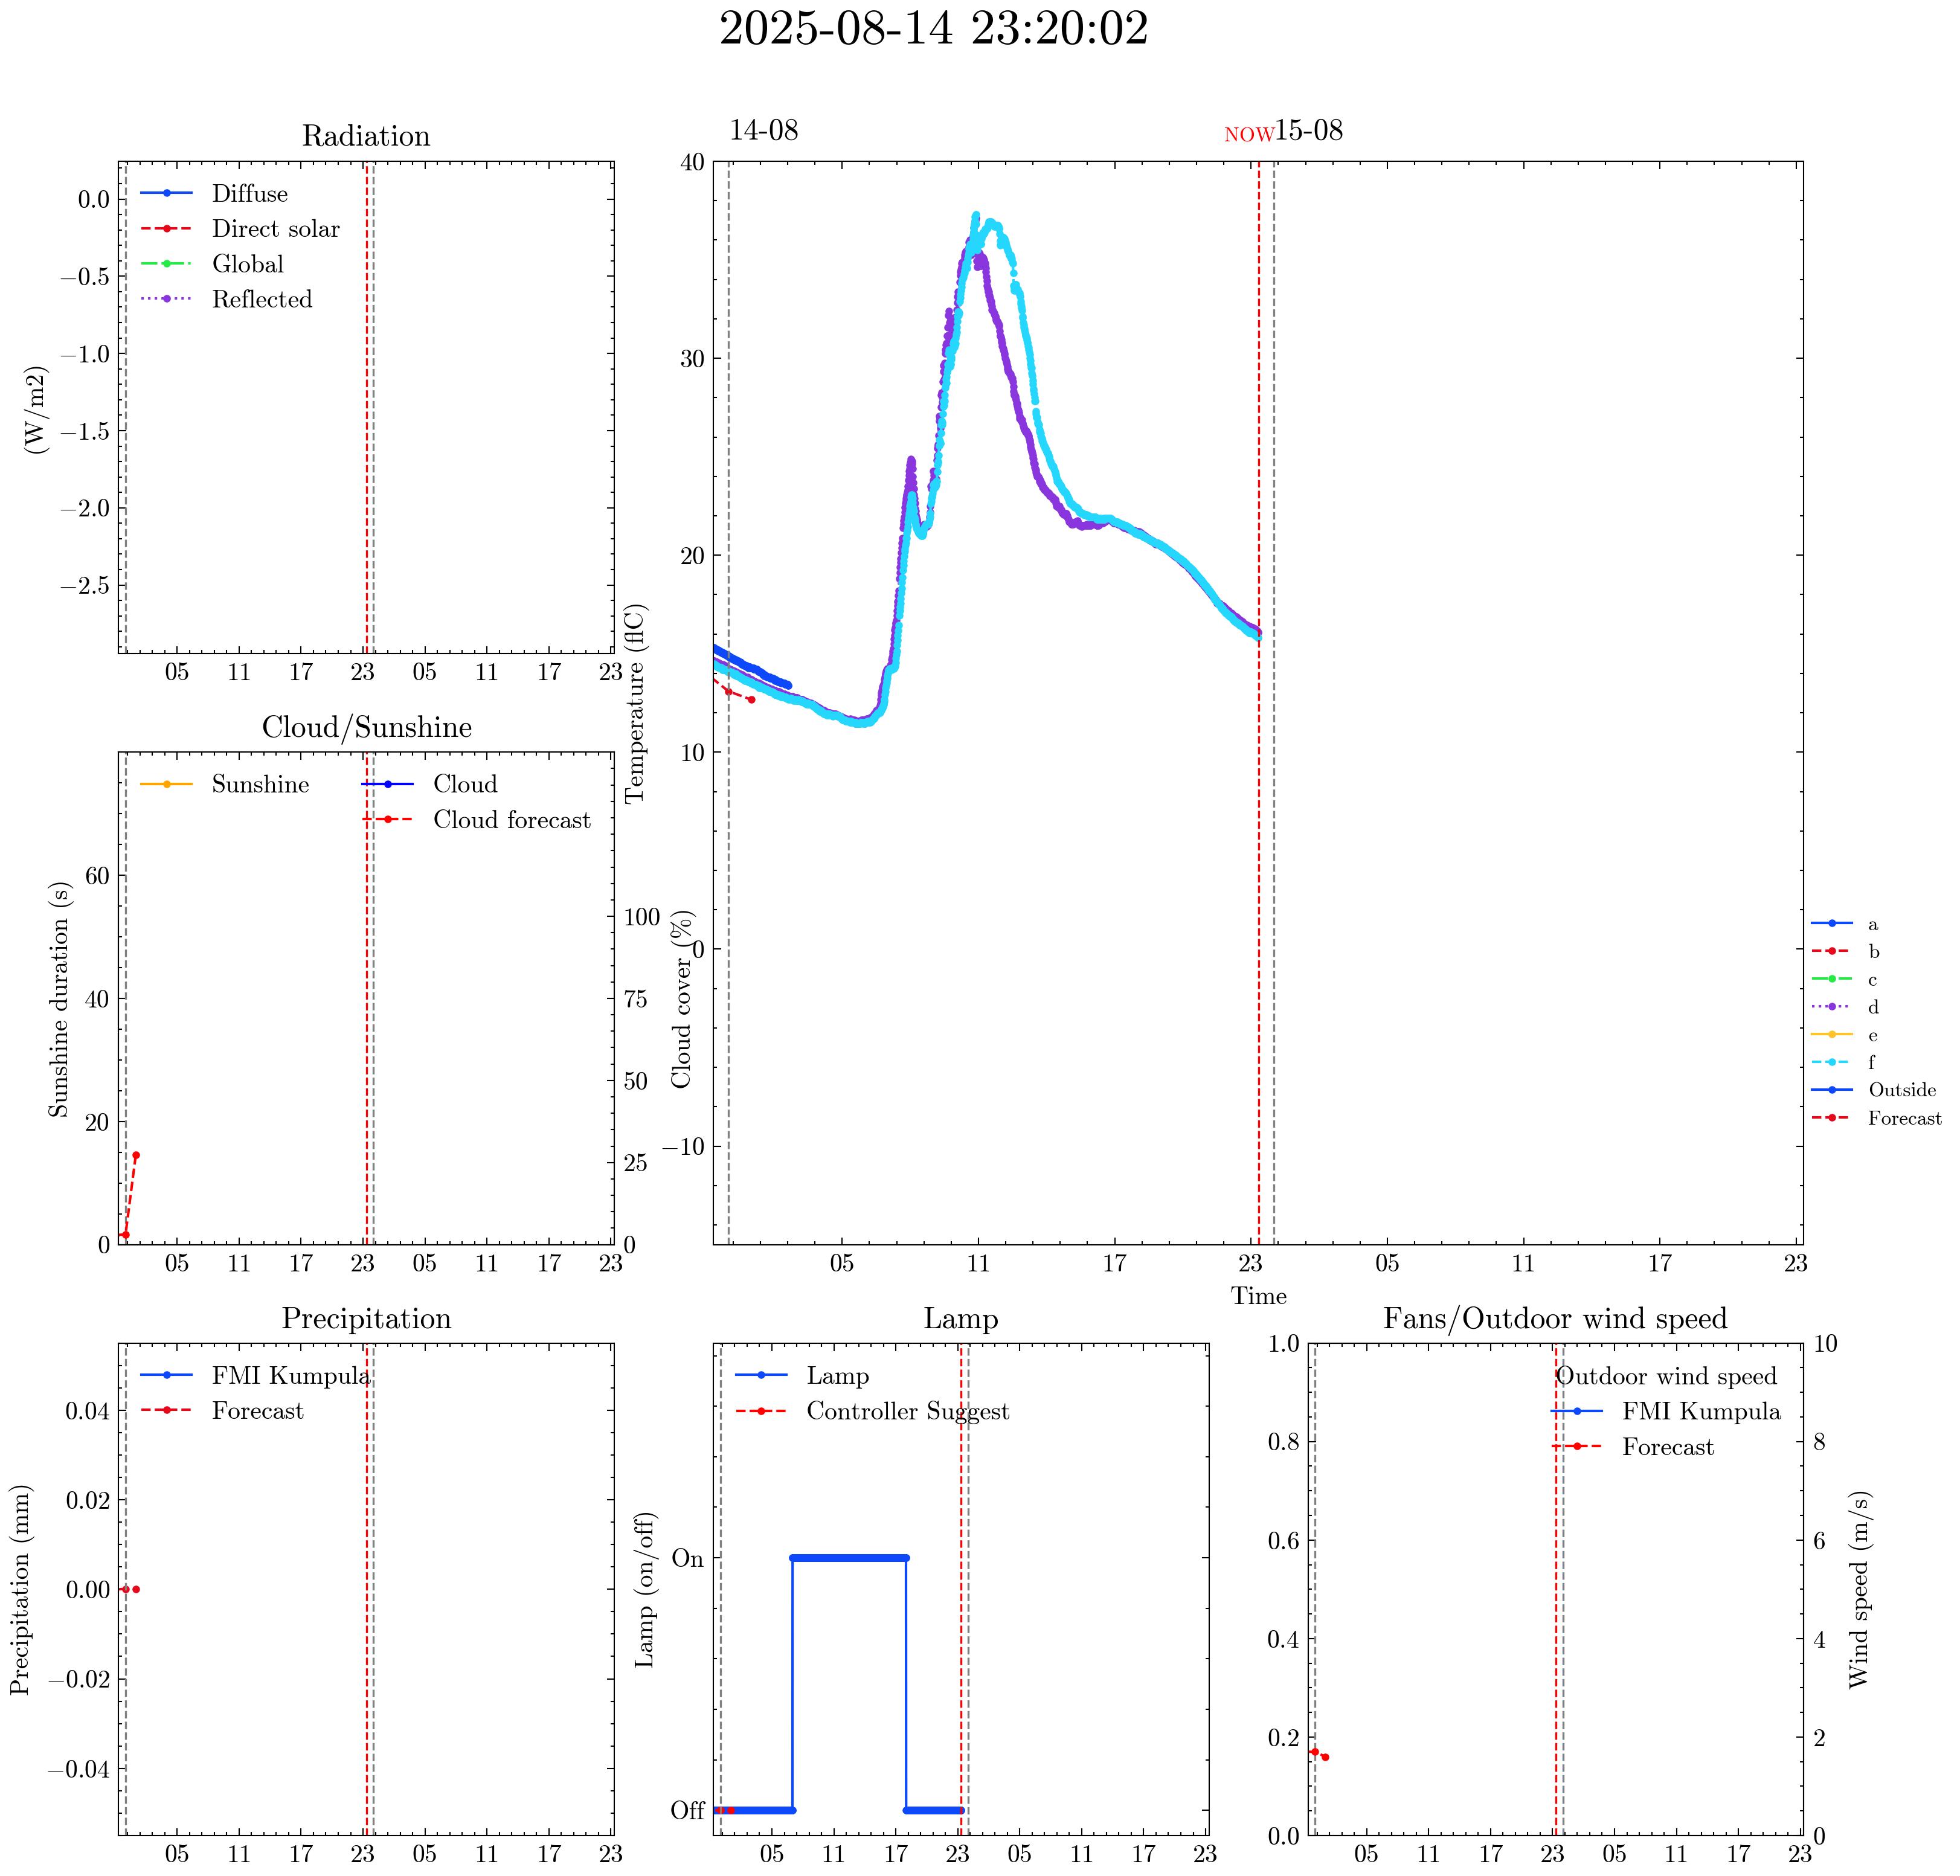 2025-08-14 23:20:02
Radiation
Diffuse
Direct solar
Global
Reflected
(W/m2)
0.0
−0.5
−1.0
−1.5
−2.0
−2.5
05 11 17 23 05 11 17 23
14-08
NOW
15-08
Temperature (flC)
40
30
20
10
0
−10
05 11 17 23 05 11 17 23
Time
a
b
c
d
e
f
Outside
Forecast
Cloud/Sunshine
Sunshine
Cloud
Cloud forecast
Sunshine duration (s)
60
40
20
0
Cloud cover (%)
100
75
50
25
0
05 11 17 23 05 11 17 23
Precipitation
FMI Kumpula
Forecast
Precipitation (mm)
0.04
0.02
0.00
−0.02
−0.04
05 11 17 23 05 11 17 23
Lamp
Lamp
Controller Suggest
Lamp (on/off)
On
Off
05 11 17 23 05 11 17 23
Fans/Outdoor wind speed
Outdoor wind speed
FMI Kumpula
Forecast
1.0
0.8
0.6
0.4
0.2
0.0
Wind speed (m/s)
10
8
6
4
2
0
05 11 17 23 05 11 17 23